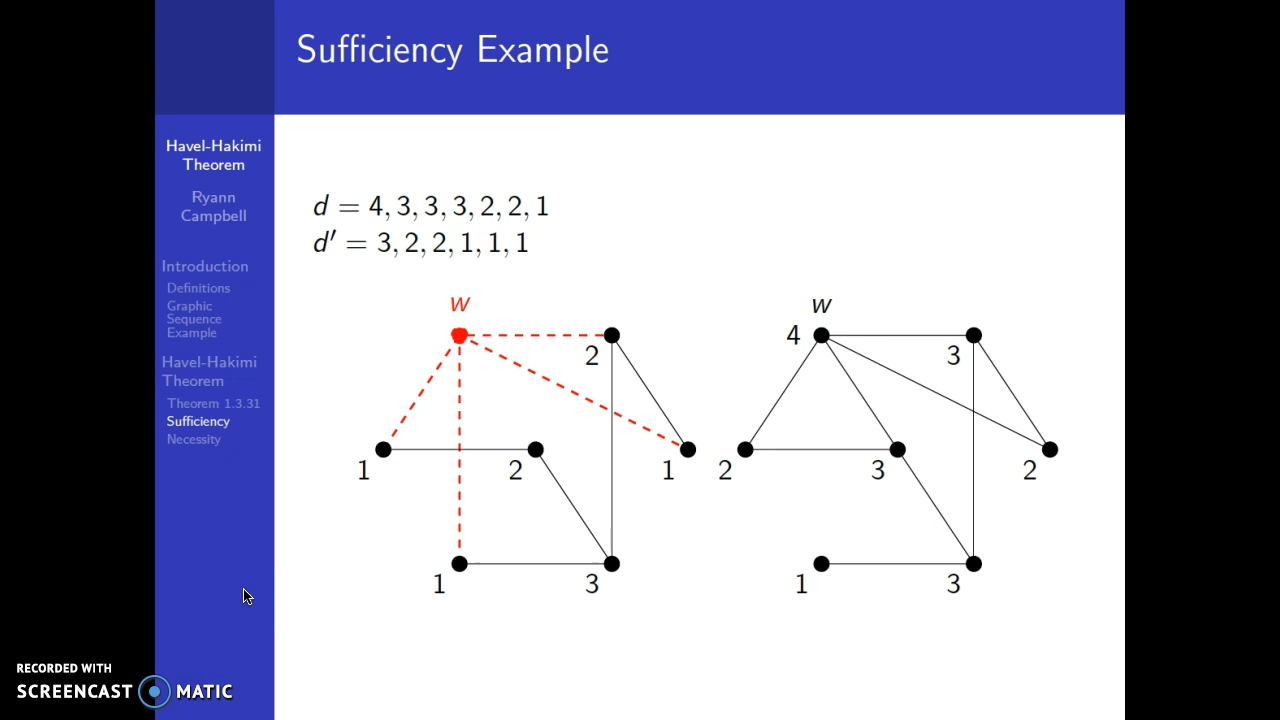 Sufficiency Example
Havel-Hakimi
Theorem
Ryann
Campbell
Introduction
Definitions
Graphic
Sequence
Example
Havel-Hakimi
Theorem
Theorem 1.3.31
Sufficiency
Necessity
d = 4, 3, 3, 3, 2, 2, 1
d′ = 3, 2, 2, 1, 1, 1
w
2
1
2
1
1
3
w
4
3
2
3
2
1
3
RECORDED WITH
SCREENCAST MATIC